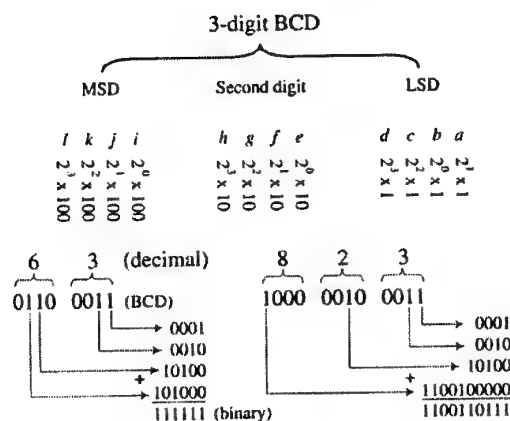 3-digit BCD
MSD Second digit LSD
l k j i h g f e d c b a
2³ x 100 2² x 100 2¹ x 100 2⁰ x 100 2³ x 10 2² x 10 2¹ x 10 2⁰ x 10 2³ x 1 2² x 1 2⁰ x 1 2¹ x 1
6 3 (decimal)
0110 0011 (BCD)
0001
0010
10100
+
101000
111111 (binary)
8 2 3
1000 0010 0011
0001
0010
10100
+
1100100000
1100110111